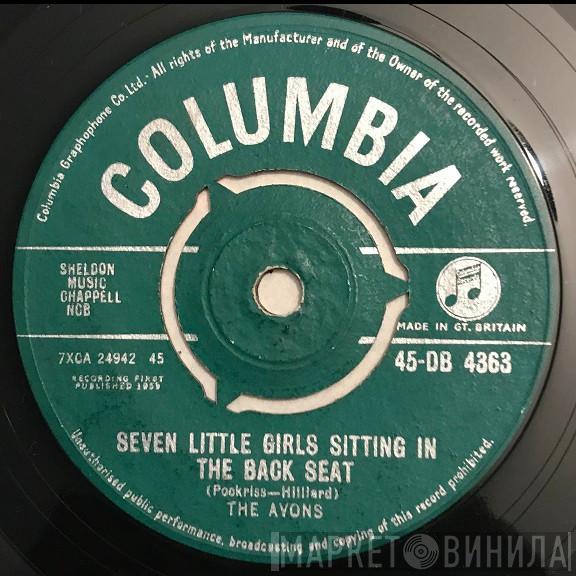 Columbia Graphophone Co. Ltd. - All rights of the Manufacturer and of the Owner of the recorded work reserved.
COLUMBIA
SHELDON
MUSIC
CHAPPELL
NCB
MADE IN GT. BRITAIN
7XCA 24942 45
45-DB 4363
RECORDING FIRST
PUBLISHED 1959
SEVEN LITTLE GIRLS SITTING IN
THE BACK SEAT
(Pockriss—Hilliard)
THE AVONS
Unauthorised public performance, broadcasting and copying of this record prohibited.
МАРКЕТ ВИНИЛА